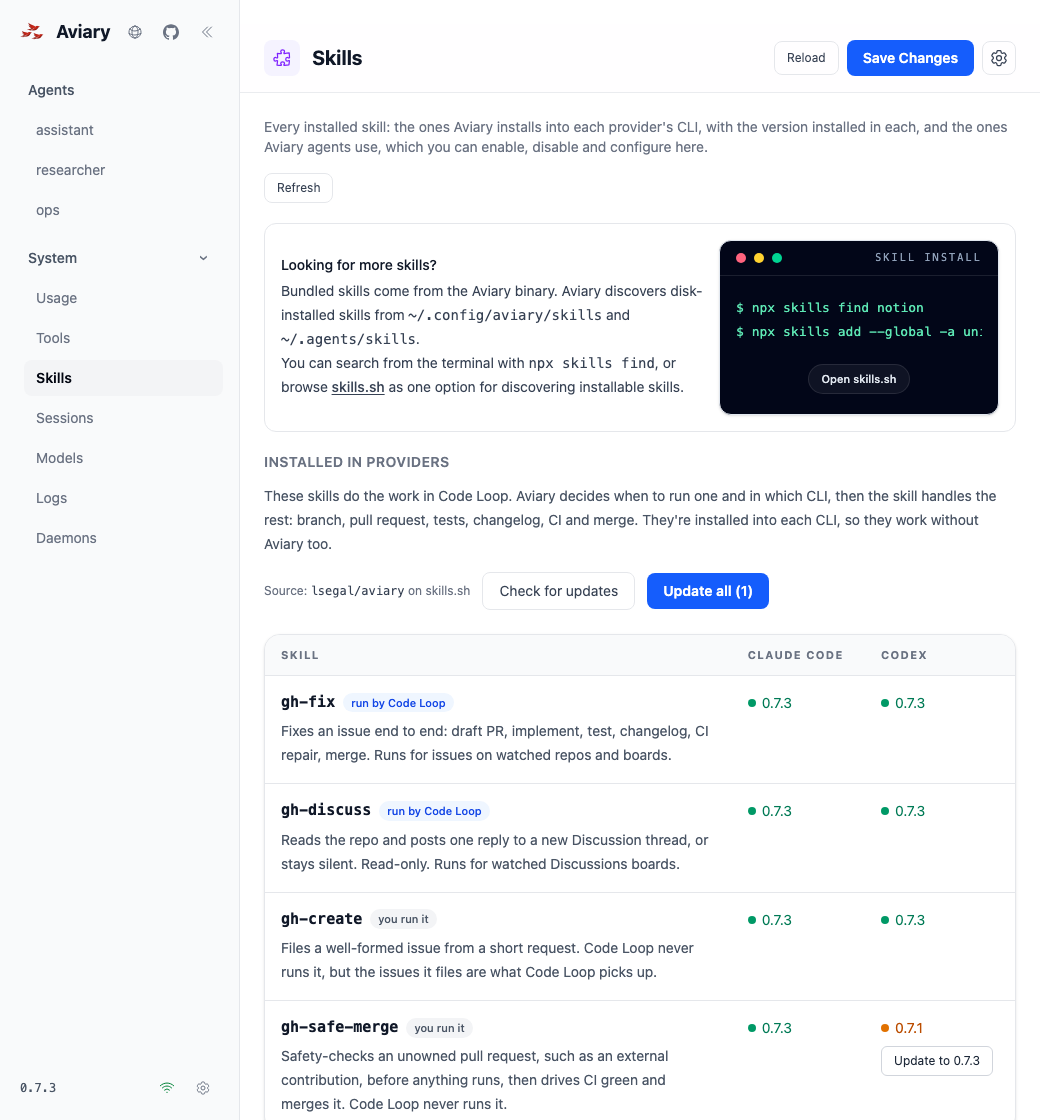 Aviary
Agents
assistant
researcher
ops
System
Usage
Tools
Skills
Sessions
Models
Logs
Daemons
0.7.3
Skills
Reload
Save Changes
Every installed skill: the ones Aviary installs into each provider's CLI, with the version installed in each, and the ones
Aviary agents use, which you can enable, disable and configure here.
Refresh
Looking for more skills?
Bundled skills come from the Aviary binary. Aviary discovers disk-
installed skills from ~/.config/aviary/skills and
~/.agents/skills.
You can search from the terminal with npx skills find, or
browse skills.sh as one option for discovering installable skills.
SKILL INSTALL
$ npx skills find notion
$ npx skills add --global -a
Open skills.sh
INSTALLED IN PROVIDERS
These skills do the work in Code Loop. Aviary decides when to run one and in which CLI, then the skill handles the
rest: branch, pull request, tests, changelog, CI and merge. They're installed into each CLI, so they work without
Aviary too.
Source: lsegal/aviary on skills.sh
Check for updates
Update all (1)
SKILL CLAUDE CODE CODEX
gh-fix run by Code Loop 0.7.3 0.7.3
Fixes an issue end to end: draft PR, implement, test, changelog, CI
repair, merge. Runs for issues on watched repos and boards.
gh-discuss run by Code Loop 0.7.3 0.7.3
Reads the repo and posts one reply to a new Discussion thread, or
stays silent. Read-only. Runs for watched Discussions boards.
gh-create you run it 0.7.3 0.7.3
Files a well-formed issue from a short request. Code Loop never
runs it, but the issues it files are what Code Loop picks up.
gh-safe-merge you run it 0.7.3 0.7.1
Update to 0.7.3
Safety-checks an unowned pull request, such as an external
contribution, before anything runs, then drives CI green and
merges it. Code Loop never runs it.